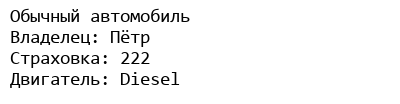 Обычный автомобиль
Владелец: Пётр
Страховка: 222
Двигатель: Diesel